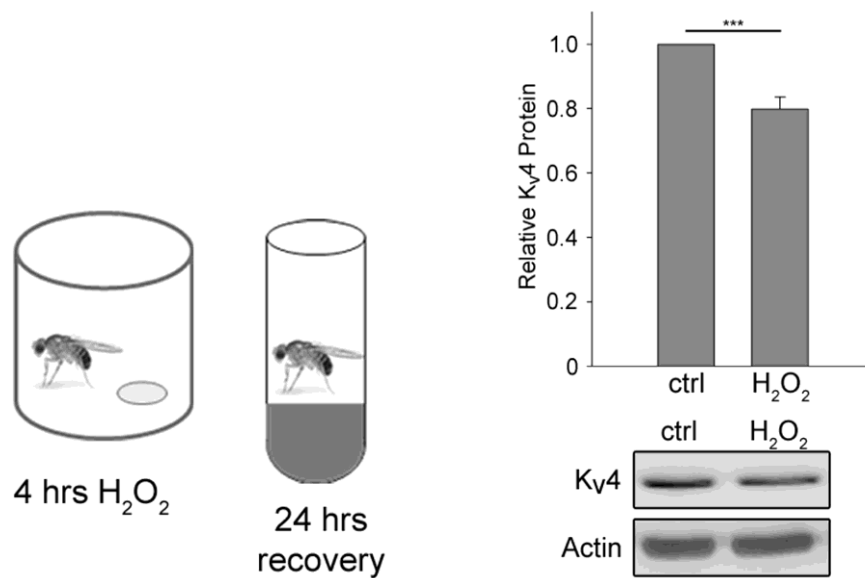 4 hrs H₂O₂
24 hrs
recovery
Relative Kᵥ4 Protein
1.0
0.8
0.6
0.4
0.2
0
***
ctrl H₂O₂
ctrl H₂O₂
Kᵥ4
Actin